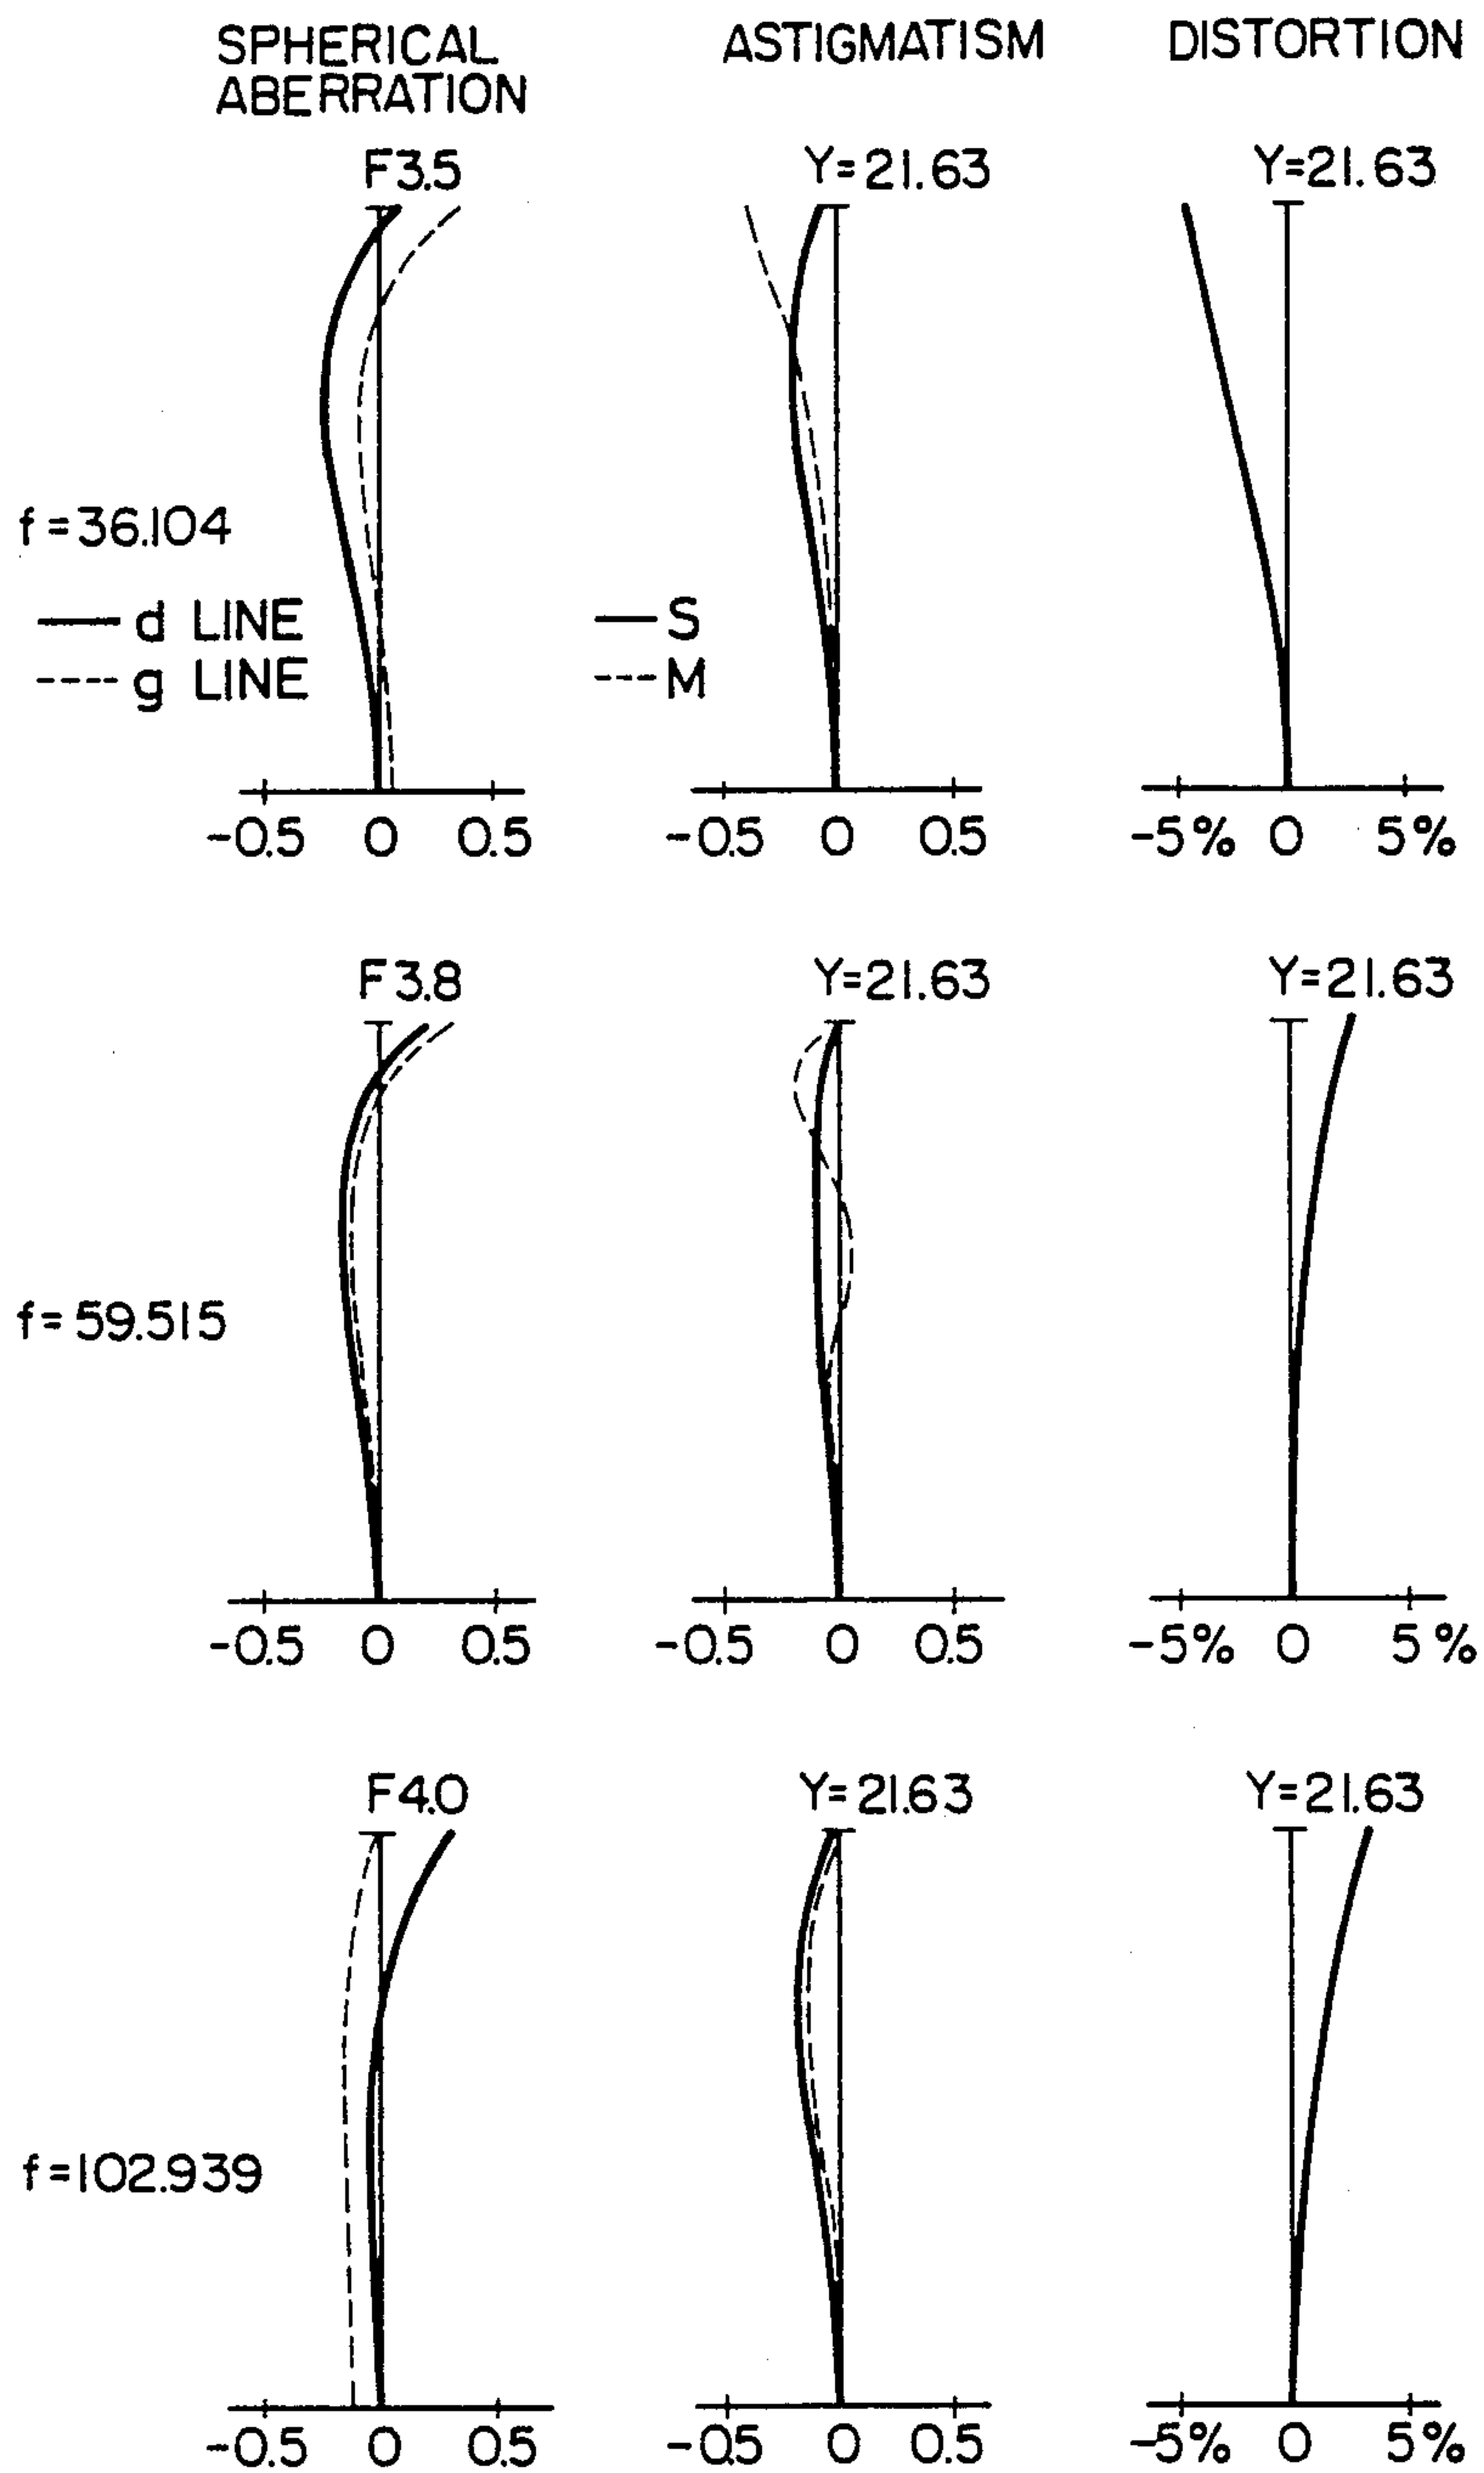 SPHERICAL ABERRATION
ASTIGMATISM
DISTORTION
F3.5
Y=21.63
Y=21.63
f=36.104
d LINE
g LINE
S
M
-0.5 0 0.5
-0.5 0 0.5
-5% 0 5%
F3.8
Y=21.63
Y=21.63
f=59.515
-0.5 0 0.5
-0.5 0 0.5
-5% 0 5%
F4.0
Y=21.63
Y=21.63
f=102.939
-0.5 0 0.5
-0.5 0 0.5
-5% 0 5%